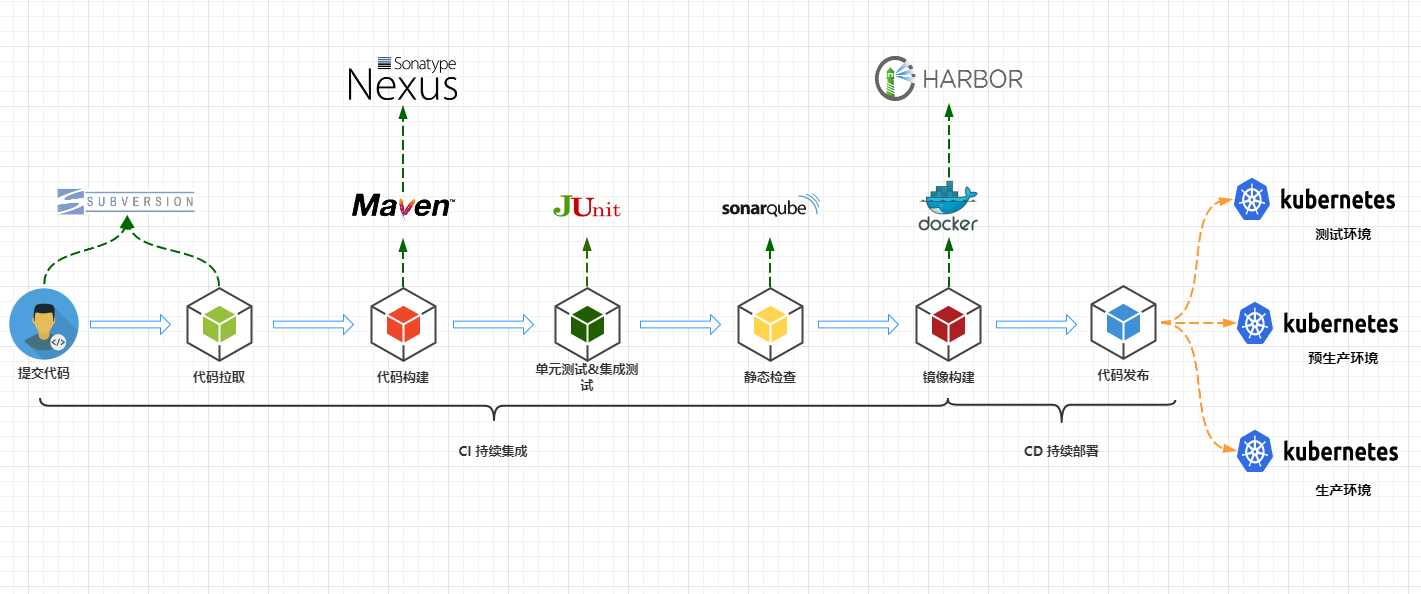 Sonatype
Nexus
HARBOR
SUBVERSION
Maven™
JUnit
sonarqube
docker
kubernetes
测试环境
kubernetes
预生产环境
kubernetes
生产环境
</>
提交代码
代码拉取
代码构建
单元测试&集成测
试
静态检查
镜像构建
代码发布
CI 持续集成
CD 持续部署